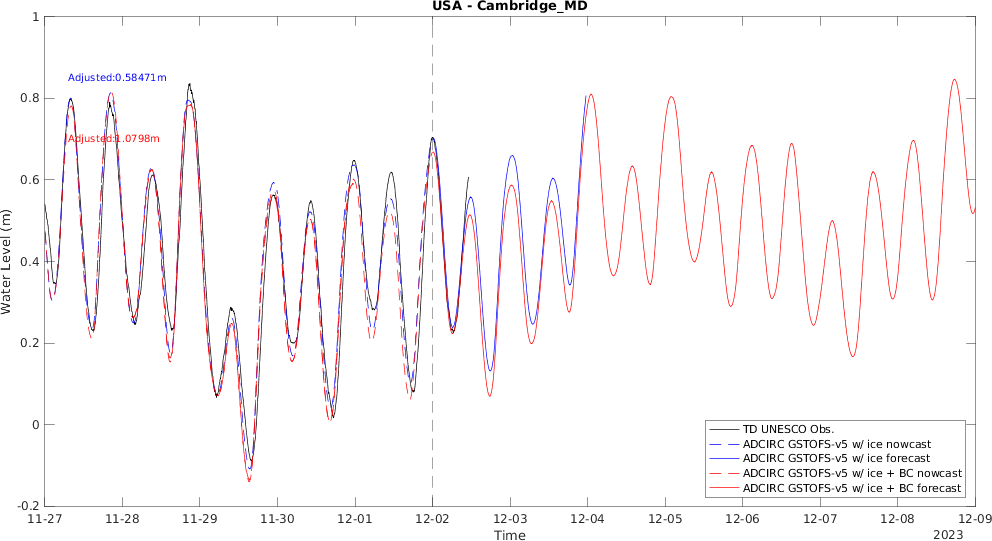 USA - Cambridge_MD
1
Adjusted:0.58471m
0.8
Adjusted:1.0798m
0.6
0.4
0.2
0
-0.2
Water Level (m)
TD UNESCO Obs.
ADCIRC GSTOFS-v5 w/ ice nowcast
ADCIRC GSTOFS-v5 w/ ice forecast
ADCIRC GSTOFS-v5 w/ ice + BC nowcast
ADCIRC GSTOFS-v5 w/ ice + BC forecast
11-27 11-28 11-29 11-30 12-01 12-02 12-03 12-04 12-05 12-06 12-07 12-08 12-09
Time
2023